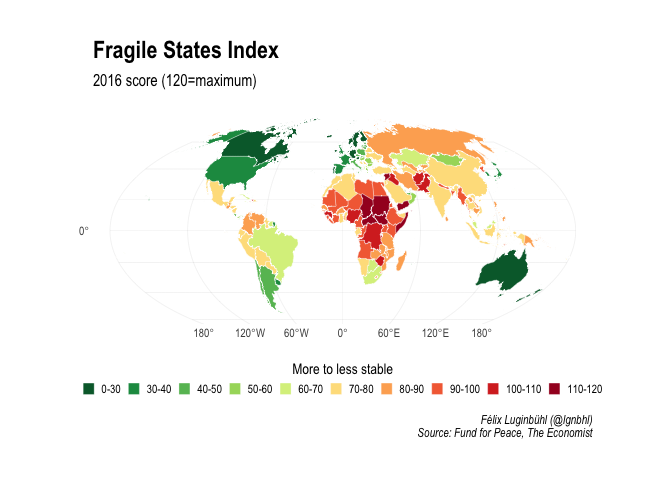 Fragile States Index
2016 score (120=maximum)
0°
180° 120°W 60°W 0° 60°E 120°E 180°
More to less stable
0-30 30-40 40-50 50-60 60-70 70-80 80-90 90-100 100-110 110-120
Félix Luginbühl (@lgnbhl)
Source: Fund for Peace, The Economist